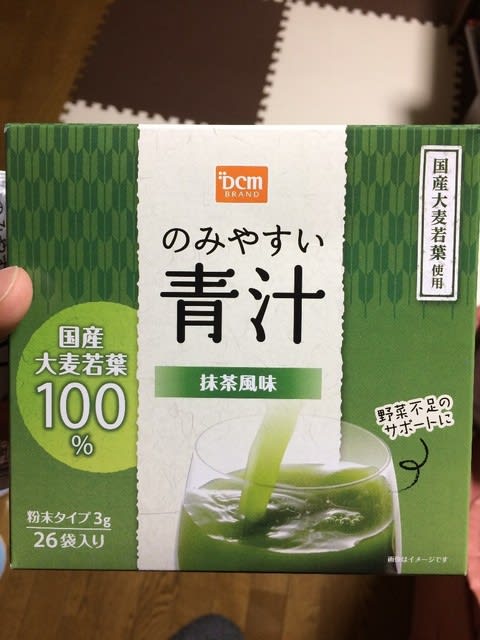 DCM
BRAND
のみやすい
青汁
抹茶風味
国産大麦若葉使用
国産
大麦若葉
100
%
野菜不足の
サポートに
粉末タイプ3g
26袋入り
画像はイメージです